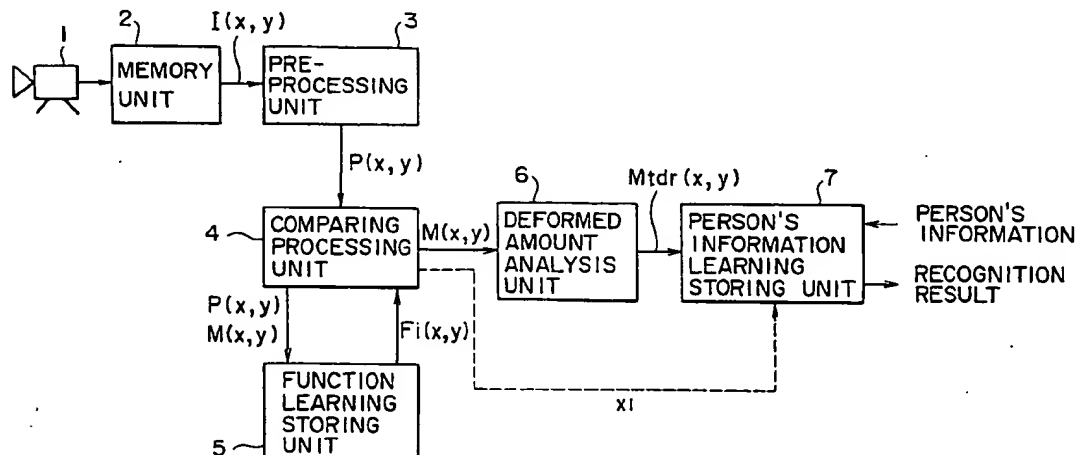 1
2
I(x,y)
3
MEMORY
UNIT
PRE-
PROCESSING
UNIT
P(x,y)
4
COMPARING
PROCESSING
UNIT
M(x,y)
6
DEFORMED
AMOUNT
ANALYSIS
UNIT
Mtdr(x,y)
7
PERSON'S
INFORMATION
LEARNING
STORING UNIT
PERSON'S
INFORMATION
RECOGNITION
RESULT
P(x,y)
M(x,y)
Fi(x,y)
5
FUNCTION
LEARNING
STORING
UNIT
XI